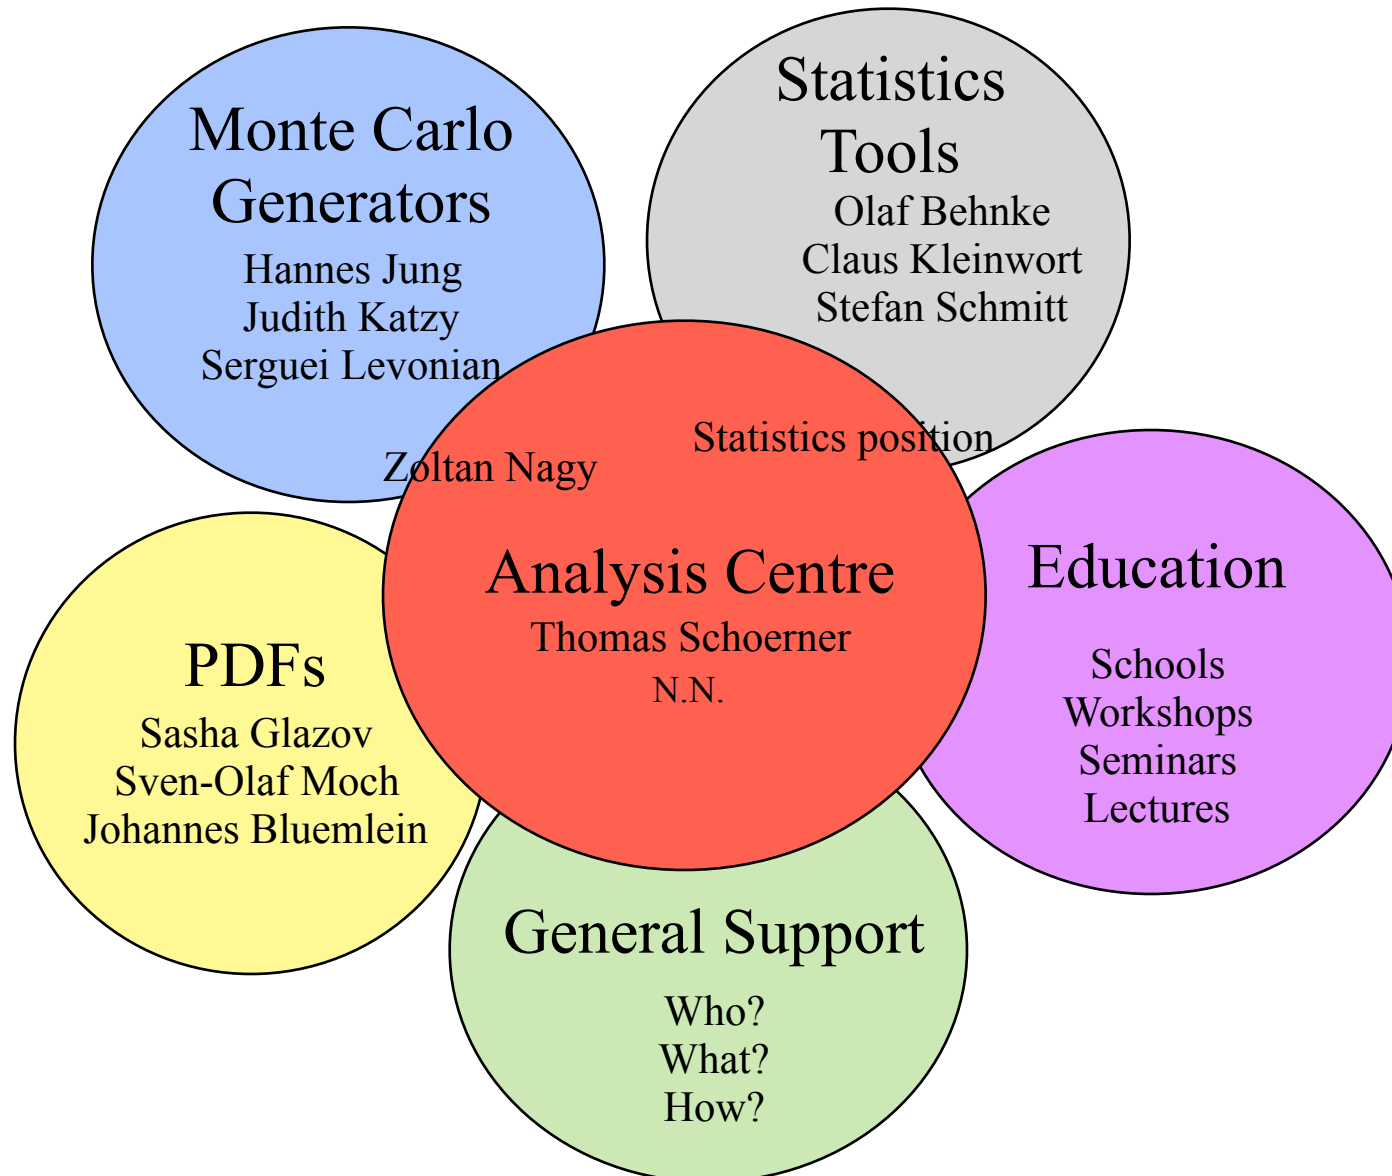 Monte Carlo
Generators
Hannes Jung
Judith Katzy
Serguei Levonian
Zoltan Nagy
Statistics
Tools
Olaf Behnke
Claus Kleinwort
Stefan Schmitt
Statistics position
Analysis Centre
Thomas Schoerner
N.N.
Education
Schools
Workshops
Seminars
Lectures
PDFs
Sasha Glazov
Sven-Olaf Moch
Johannes Bluemlein
General Support
Who?
What?
How?